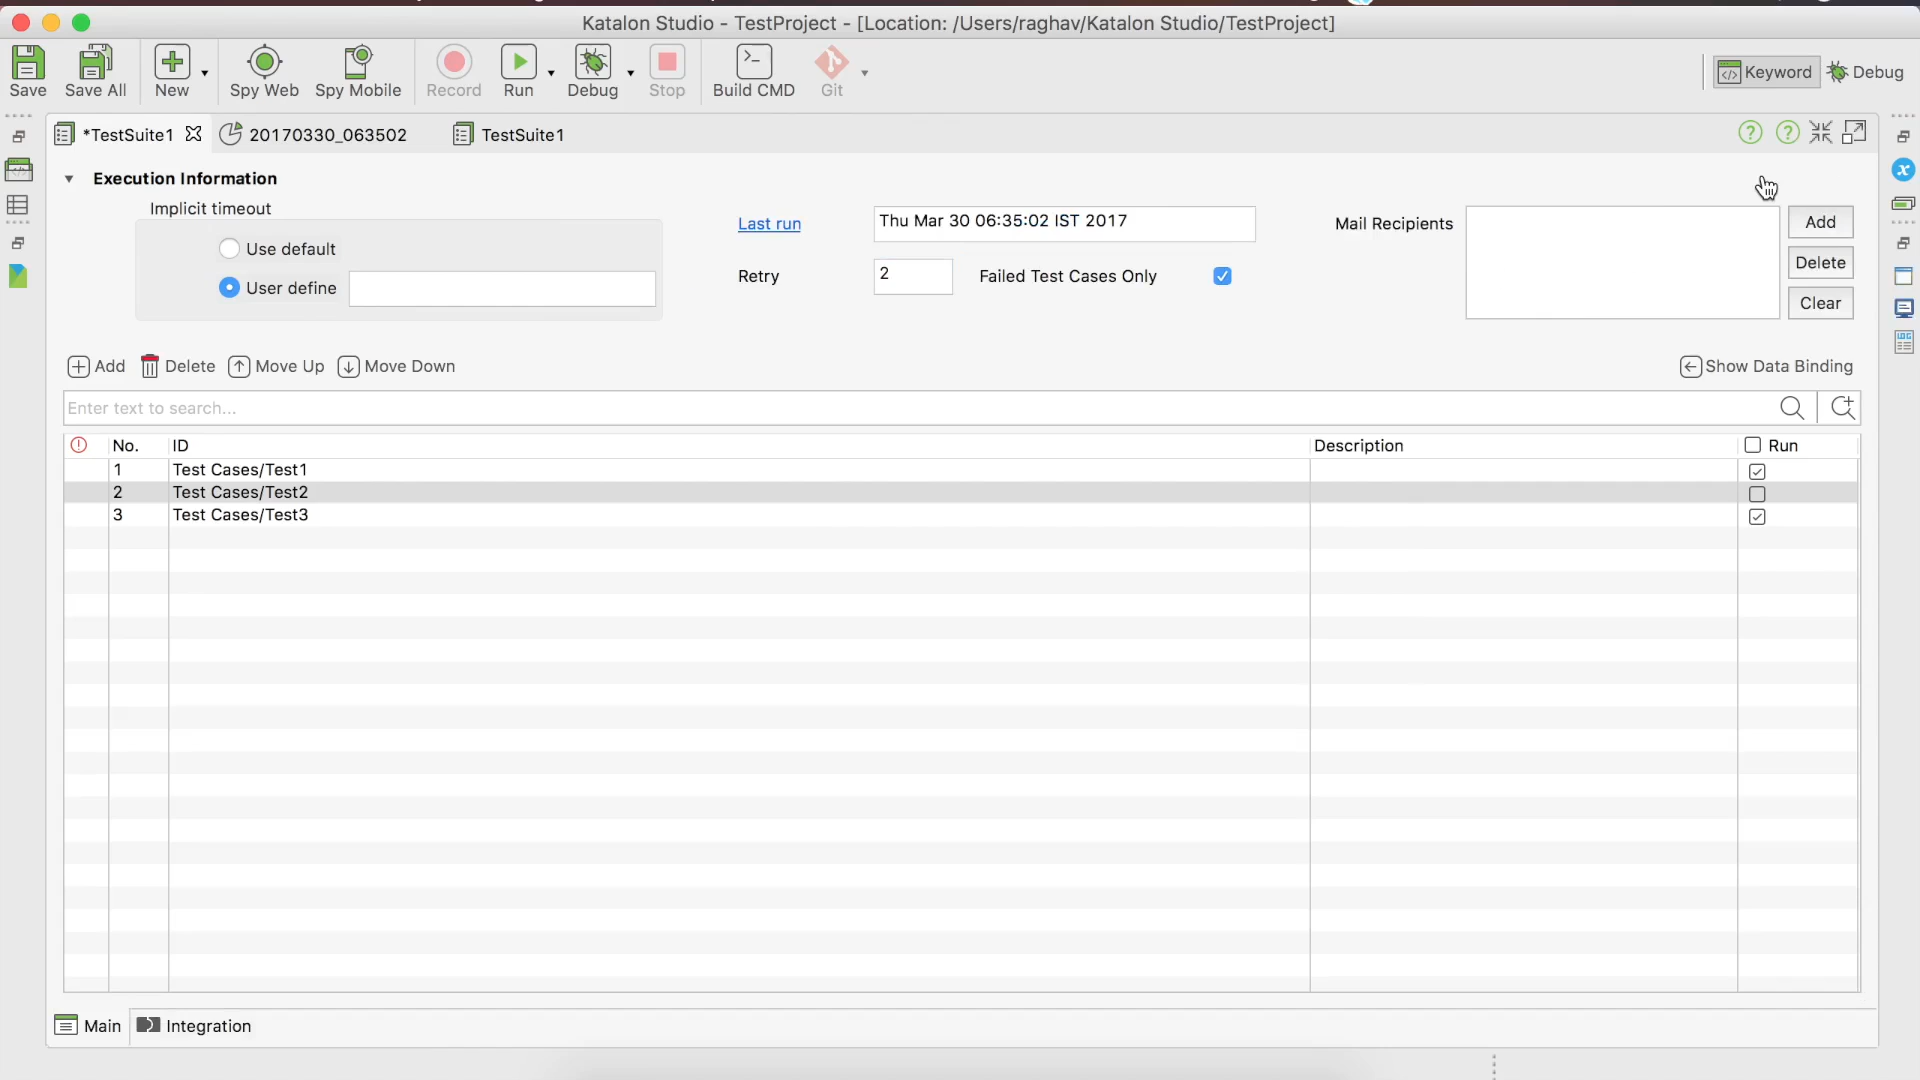 Katalon Studio - TestProject - [Location: /Users/raghav/Katalon Studio/TestProject]
Save Save All New Spy Web Spy Mobile Record Run Debug Stop Build CMD Git Keyword Debug
*TestSuite1 20170330_063502 TestSuite1
Execution Information
Implicit timeout
Use default
User define
Last run Thu Mar 30 06:35:02 IST 2017
Retry 2 Failed Test Cases Only
Mail Recipients Add
Delete
Clear
Add Delete Move Up Move Down Show Data Binding
Enter text to search...
No. ID Description Run
1 Test Cases/Test1
2 Test Cases/Test2
3 Test Cases/Test3
Main Integration